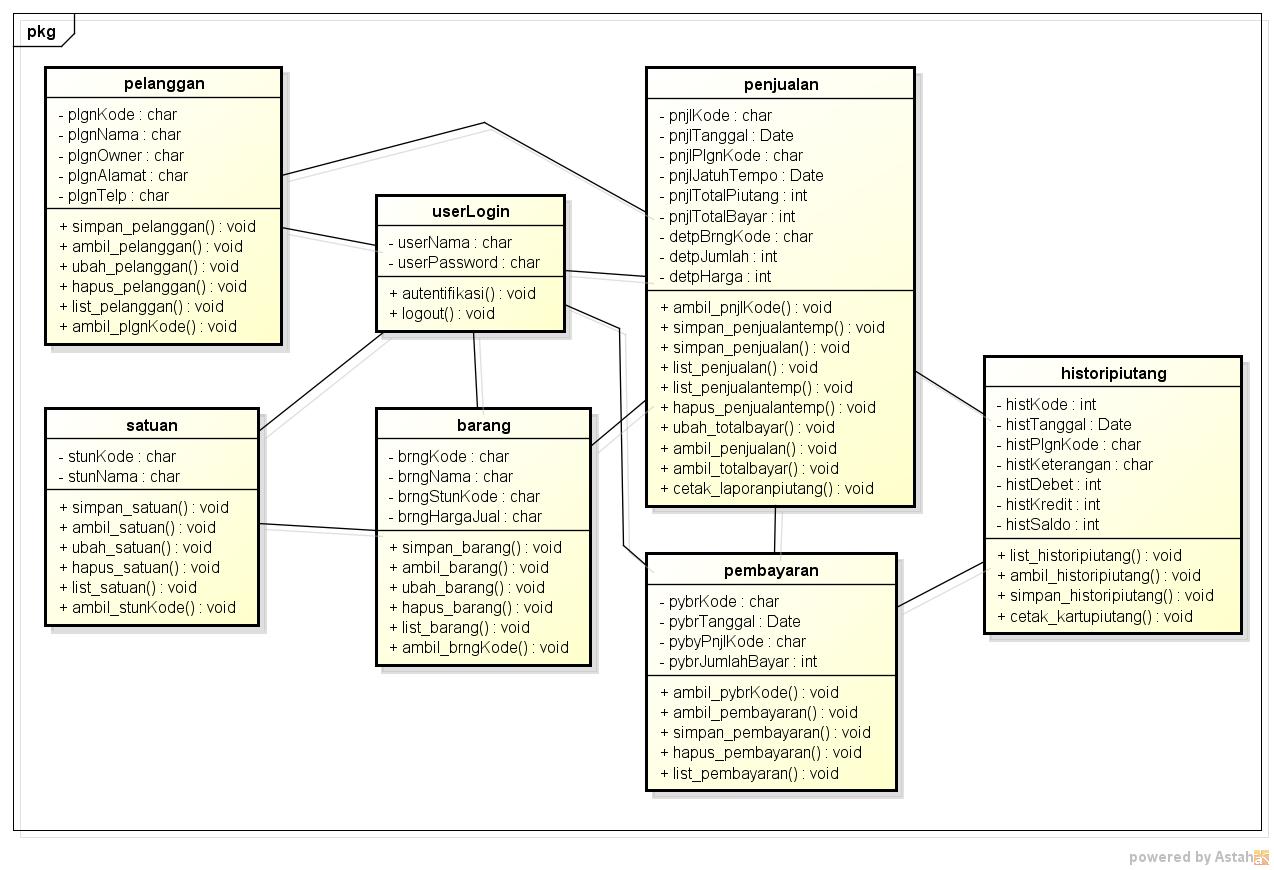 pkg
pelanggan
- plgnKode : char
- plgnNama : char
- plgnOwner : char
- plgnAlamat : char
- plgnTelp : char
+ simpan_pelanggan() : void
+ ambil_pelanggan() : void
+ ubah_pelanggan() : void
+ hapus_pelanggan() : void
+ list_pelanggan() : void
+ ambil_plgnKode() : void
userLogin
- userNama : char
- userPassword : char
+ autentifikasi() : void
+ logout() : void
penjualan
- pnjlKode : char
- pnjlTanggal : Date
- pnjlPlgnKode : char
- pnjlJatuhTempo : Date
- pnjlTotalPiutang : int
- pnjlTotalBayar : int
- detpBrngKode : char
- detpJumlah : int
- detpHarga : int
+ ambil_pnjlKode() : void
+ simpan_penjualantemp() : void
+ simpan_penjualan() : void
+ list_penjualan() : void
+ list_penjualantemp() : void
+ hapus_penjualantemp() : void
+ ubah_totalbayar() : void
+ ambil_penjualan() : void
+ ambil_totalbayar() : void
+ cetak_laporanpiutang() : void
historipiutang
- histKode : int
- histTanggal : Date
- histPlgnKode : char
- histKeterangan : char
- histDebet : int
- histKredit : int
- histSaldo : int
+ list_historipiutang() : void
+ ambil_historipiutang() : void
+ simpan_historipiutang() : void
+ cetak_kartupiutang() : void
satuan
- stunKode : char
- stunNama : char
+ simpan_satuan() : void
+ ambil_satuan() : void
+ ubah_satuan() : void
+ hapus_satuan() : void
+ list_satuan() : void
+ ambil_stunKode() : void
barang
- brngKode : char
- brngNama : char
- brngStunKode : char
- brngHargaJual : char
+ simpan_barang() : void
+ ambil_barang() : void
+ ubah_barang() : void
+ hapus_barang() : void
+ list_barang() : void
+ ambil_brngKode() : void
pembayaran
- pybrKode : char
- pybrTanggal : Date
- pybyPnjlKode : char
- pybrJumlahBayar : int
+ ambil_pybrKode() : void
+ ambil_pembayaran() : void
+ simpan_pembayaran() : void
+ hapus_pembayaran() : void
+ list_pembayaran() : void
powered by Astah